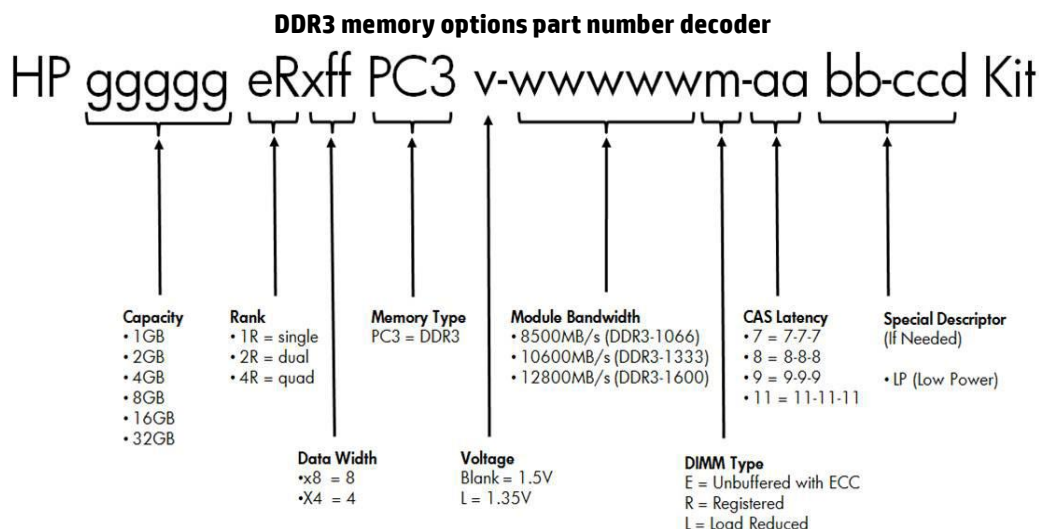 DDR3 memory options part number decoder
HP ggggg eRxff PC3 v-wwwwwm-aa bb-ccd Kit
Capacity
• 1GB
• 2GB
• 4GB
• 8GB
• 16GB
• 32GB
Rank
• 1R = single
• 2R = dual
• 4R = quad
Memory Type
PC3 = DDR3
Module Bandwidth
• 8500MB/s (DDR3-1066)
• 10600MB/s (DDR3-1333)
• 12800MB/s (DDR3-1600)
CAS Latency
• 7 = 7-7-7
• 8 = 8-8-8
• 9 = 9-9-9
• 11 = 11-11-11
Special Descriptor
(If Needed)
• LP (Low Power)
Data Width
•x8 = 8
•X4 = 4
Voltage
Blank = 1.5V
L = 1.35V
DIMM Type
E = Unbuffered with ECC
R = Registered
L = Load Reduced